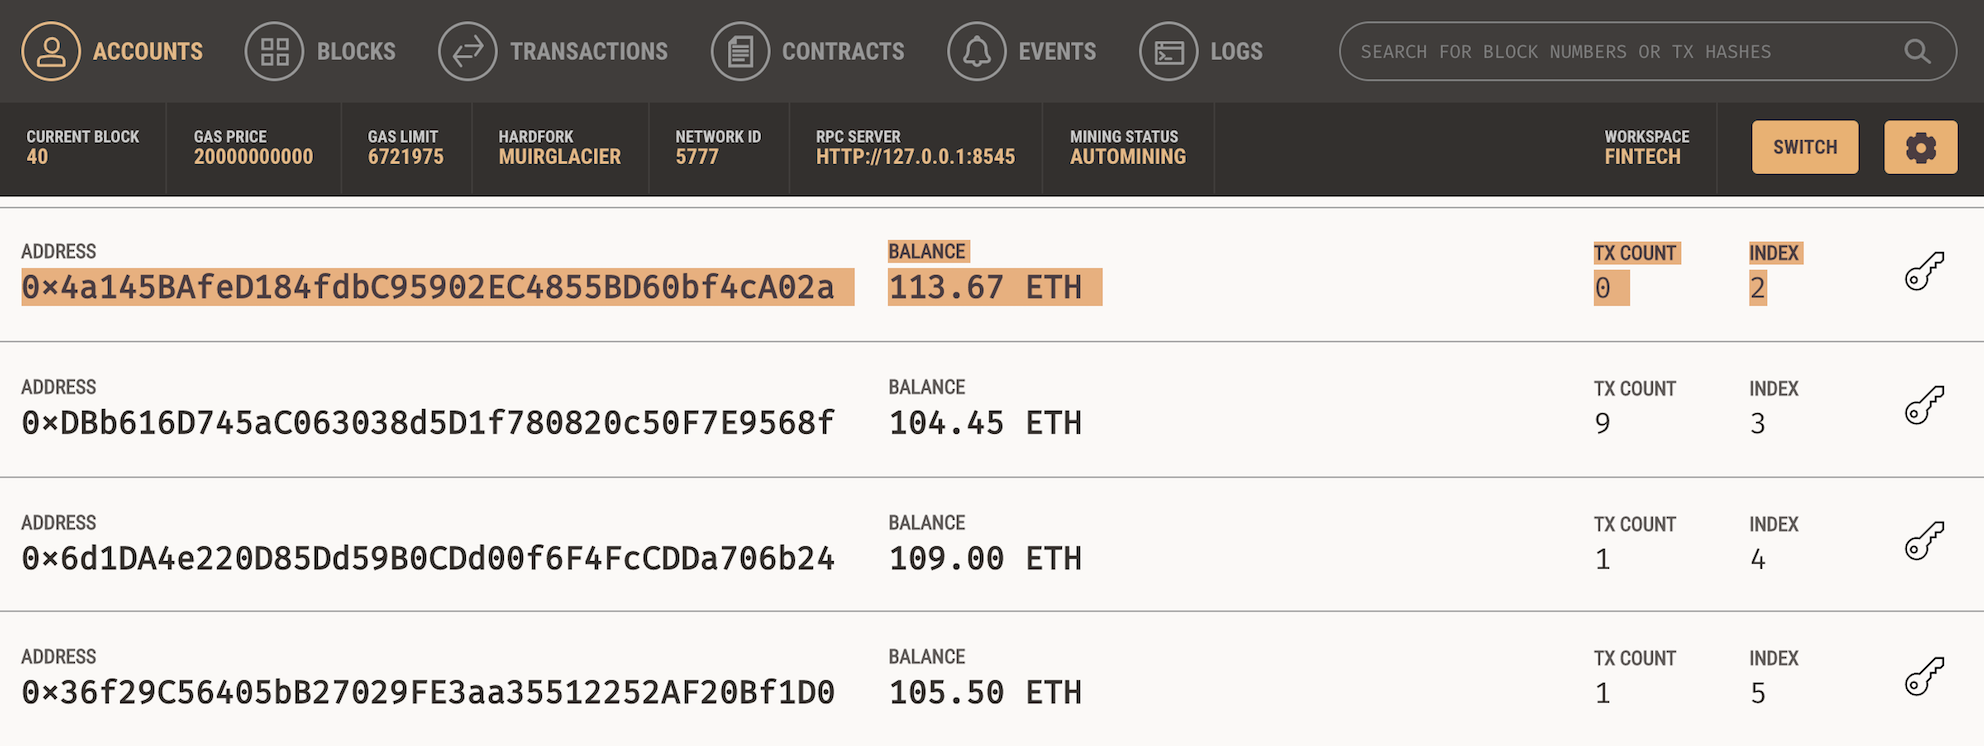 ACCOUNTS BLOCKS TRANSACTIONS CONTRACTS EVENTS LOGS SEARCH FOR BLOCK NUMBERS OR TX HASHES
CURRENT BLOCK GAS PRICE GAS LIMIT HARDFORK NETWORK ID RPC SERVER MINING STATUS WORKSPACE
40 20000000000 6721975 MUIRGLACIER 5777 HTTP://127.0.0.1:8545 AUTOMINING FINTECH SWITCH
ADDRESS BALANCE TX COUNT INDEX
0×4a145BAfeD184fdbC95902EC4855BD60bf4cA02a 113.67 ETH 0 2
ADDRESS BALANCE TX COUNT INDEX
0×DBb616D745aC063038d5D1f780820c50F7E9568f 104.45 ETH 9 3
ADDRESS BALANCE TX COUNT INDEX
0×6d1DA4e220D85Dd59B0CDd00f6F4FcCDDa706b24 109.00 ETH 1 4
ADDRESS BALANCE TX COUNT INDEX
0×36f29C56405bB27029FE3aa35512252AF20Bf1D0 105.50 ETH 1 5